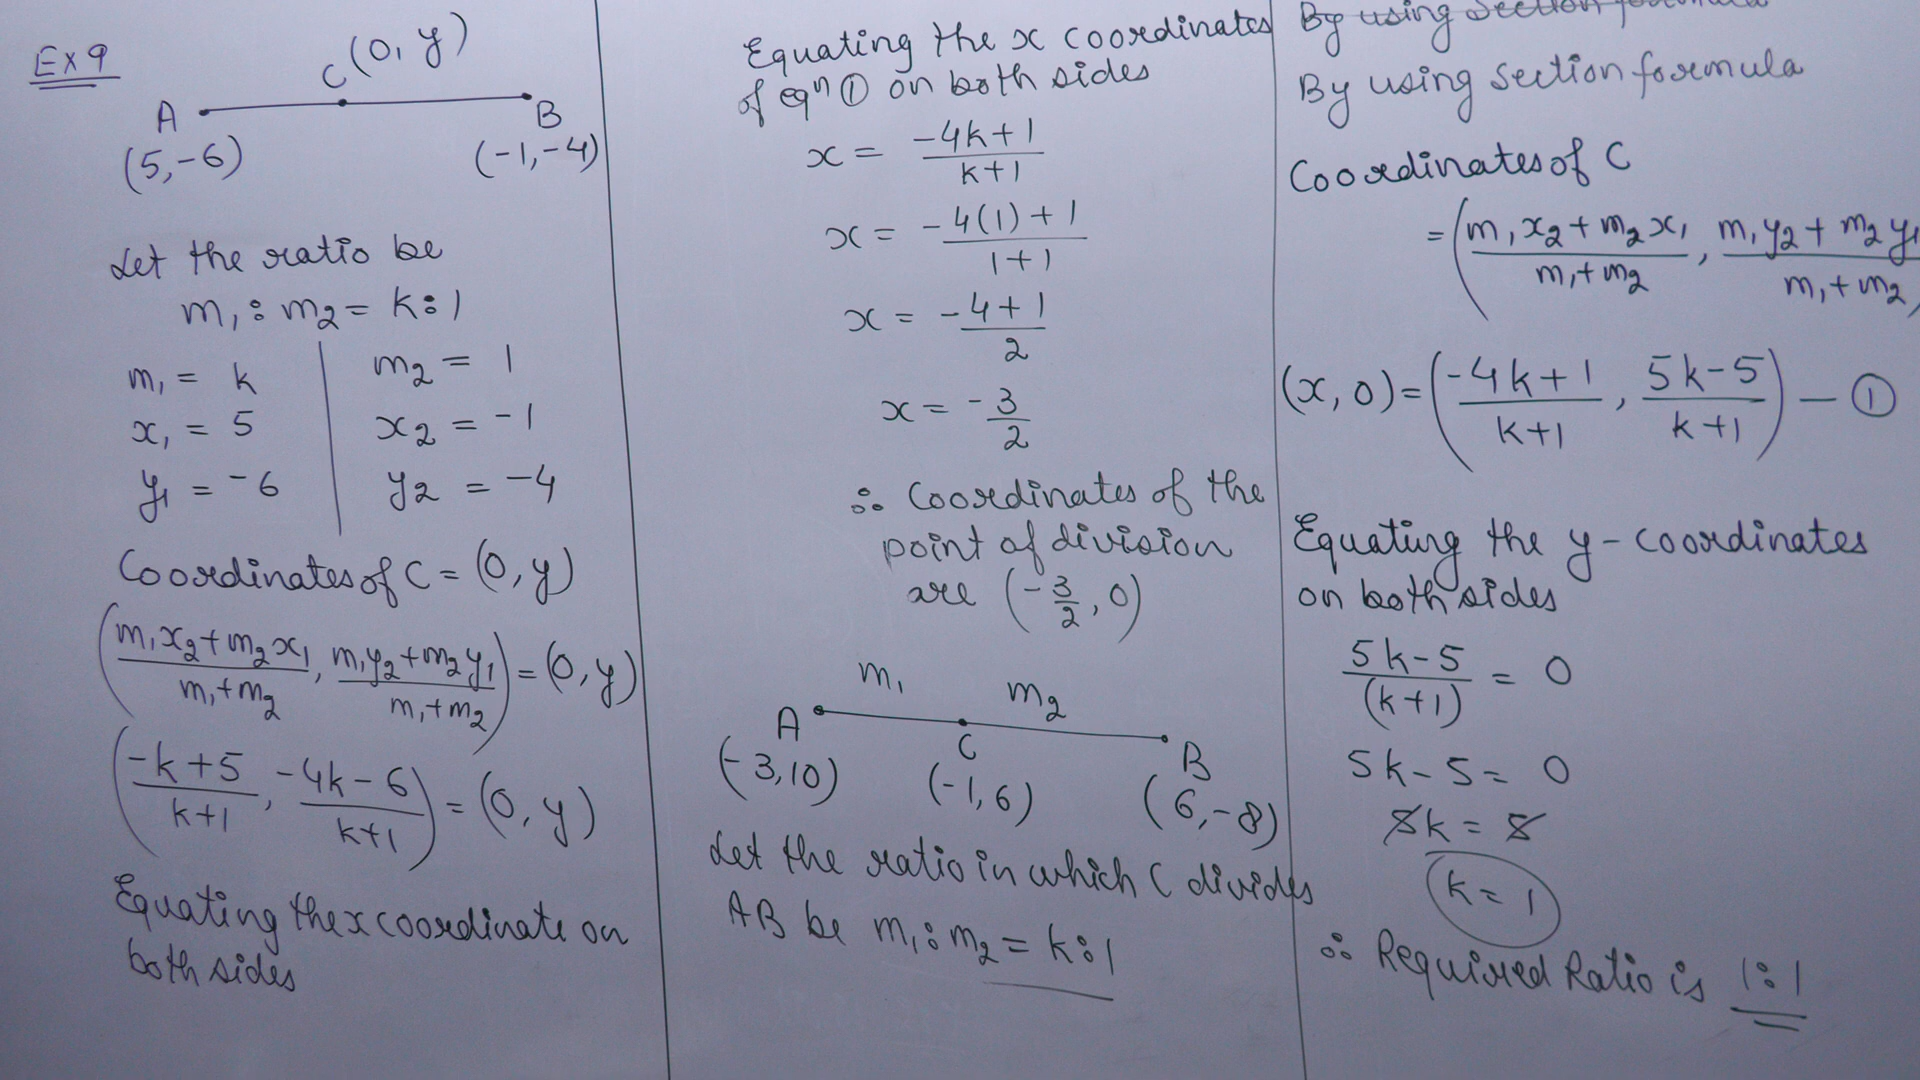 Ex 9
C (0, y)
A B
(5,-6) (-1,-4)
Let the ratio be
m₁ : m₂ = k:1
m₁ = k m₂ = 1
x₁ = 5 x₂ = -1
y₁ = -6 y₂ = -4
Coordinates of C = (0, y)
(m₁x₂+m₂x₁/m₁+m₂, m₁y₂+m₂y₁/m₁+m₂) = (0, y)
(-k+5/k+1, -4k-6/k+1) = (0, y)
Equating the x coordinate on
both sides
Equating the x coordinates
of eqⁿ ① on both sides
x = -4k+1/k+1
x = -4(1)+1/1+1
x = -4+1/2
x = -3/2
∴ Coordinates of the
point of division
are (-3/2, 0)
m₁ m₂
A C B
(-3,10) (-1,6) (6,-8)
Let the ratio in which C divides
AB be m₁:m₂ = k:1
By using section formula
By using section formula
Coordinates of C
= (m₁x₂+m₂x₁/m₁+m₂, m₁y₂+m₂y₁/m₁+m₂)
(x, 0) = (-4k+1/k+1, 5k-5/k+1) — ①
Equating the y-coordinates
on both sides
5k-5/(k+1) = 0
5k-5 = 0
5k = 5
k = 1
∴ Required Ratio is 1:1